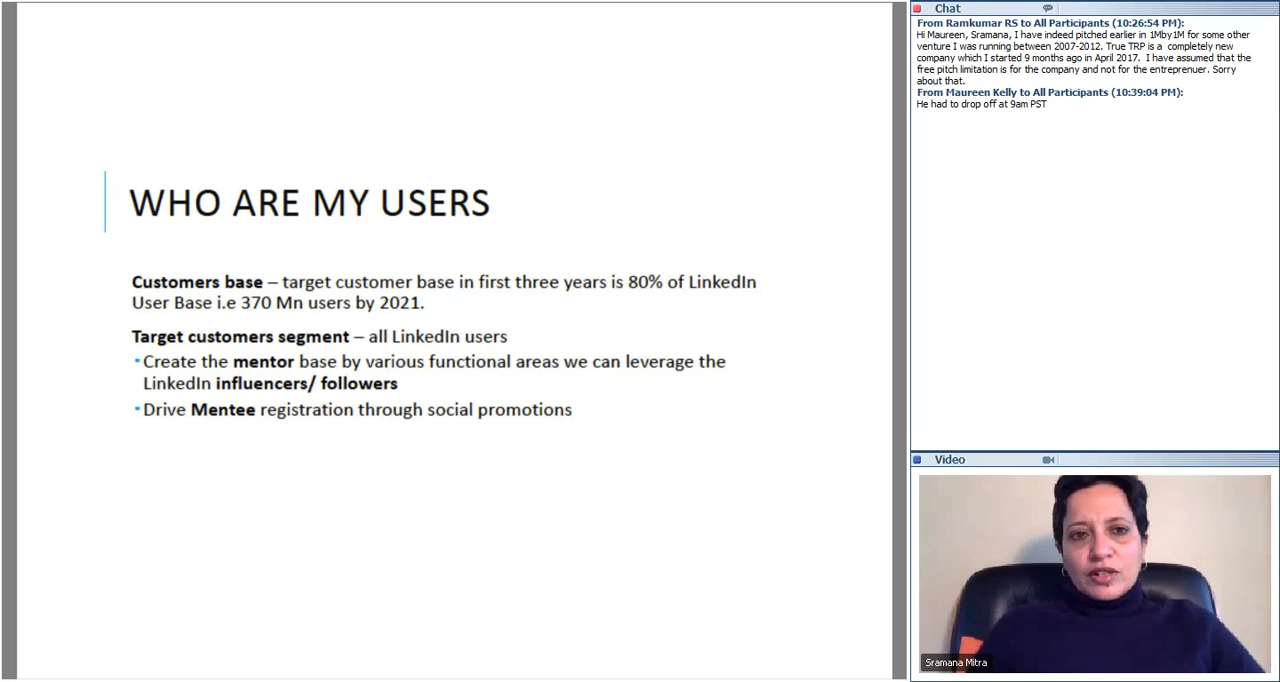 WHO ARE MY USERS
Customers base – target customer base in first three years is 80% of LinkedIn
User Base i.e 370 Mn users by 2021.
Target customers segment – all LinkedIn users
Create the mentor base by various functional areas we can leverage the
LinkedIn influencers/ followers
Drive Mentee registration through social promotions
Chat
From Ramkumar RS to All Participants (10:26:54 PM):
Hi Maureen, Sramana, I have indeed pitched earlier in 1Mby1M for some other
venture I was running between 2007-2012. True TRP is a  completely new
company which I started 9 months ago in April 2017.  I have assumed that the
free pitch limitation is for the company and not for the entreprenuer. Sorry
about that.
From Maureen Kelly to All Participants (10:39:04 PM):
He had to drop off at 9am PST
Video
Sramana Mitra